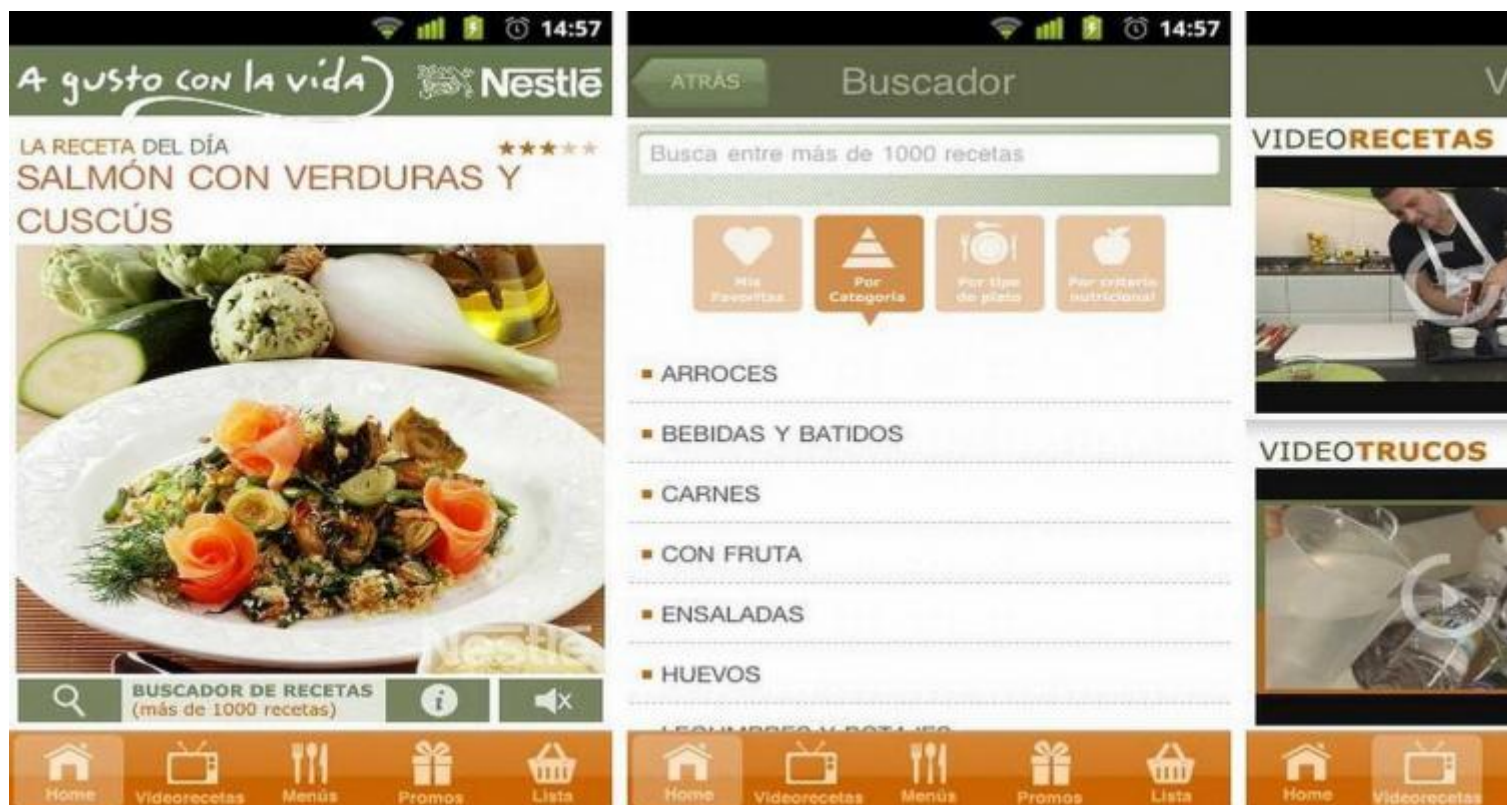 14:57
A gusto con la vida
Nestlé
LA RECETA DEL DÍA
SALMÓN CON VERDURAS Y
CUSCÚS
Nestlé
BUSCADOR DE RECETAS
(más de 1000 recetas)
Home Videorecetas Menús Promos Lista
14:57
ATRÁS
Buscador
Busca entre más de 1000 recetas
Mis
Favoritas
Por
Categoría
Por tipo
de plato
Por criterio
nutricional
ARROCES
BEBIDAS Y BATIDOS
CARNES
CON FRUTA
ENSALADAS
HUEVOS
LEGUMBRES Y POTAJES
Home Videorecetas Menús Promos Lista
V
VIDEORECETAS
VIDEOTRUCOS
Home Videorecetas